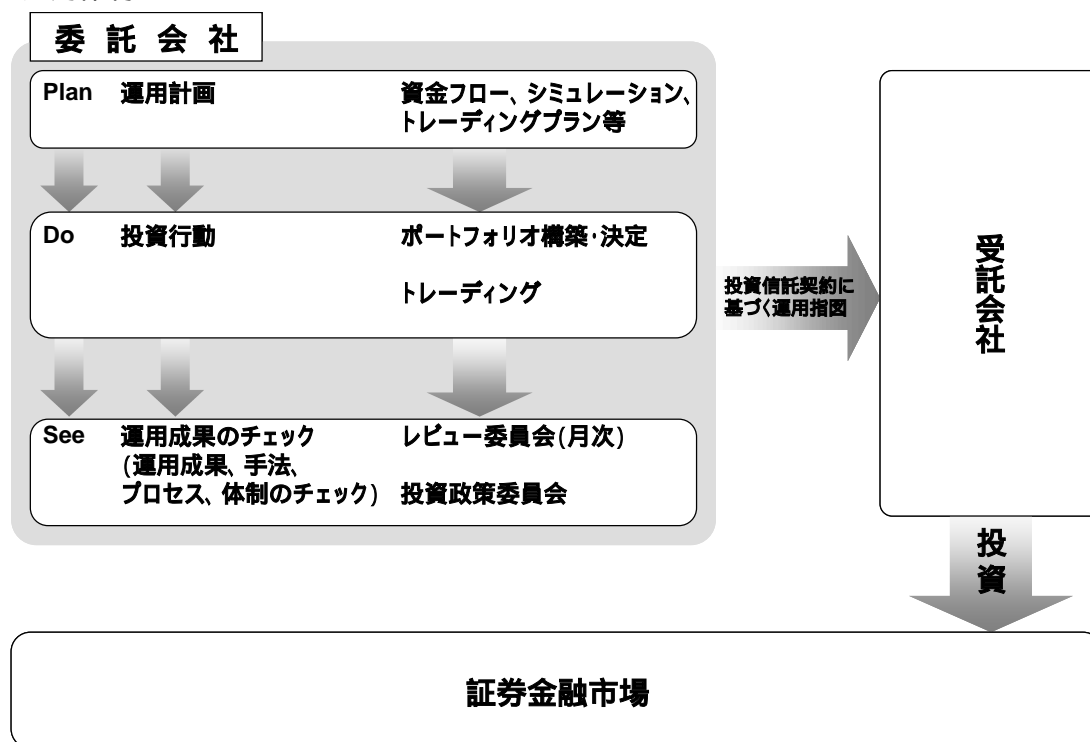 委託会社
Plan 運用計画 資金フロー、シミュレーション、
トレーディングプラン等
Do 投資行動 ポートフォリオ構築・決定
トレーディング
See 運用成果のチェック レビュー委員会(月次)
(運用成果、手法、
プロセス、体制のチェック) 投資政策委員会
投資信託契約に
基づく運用指図
受託会社
投資
証券金融市場